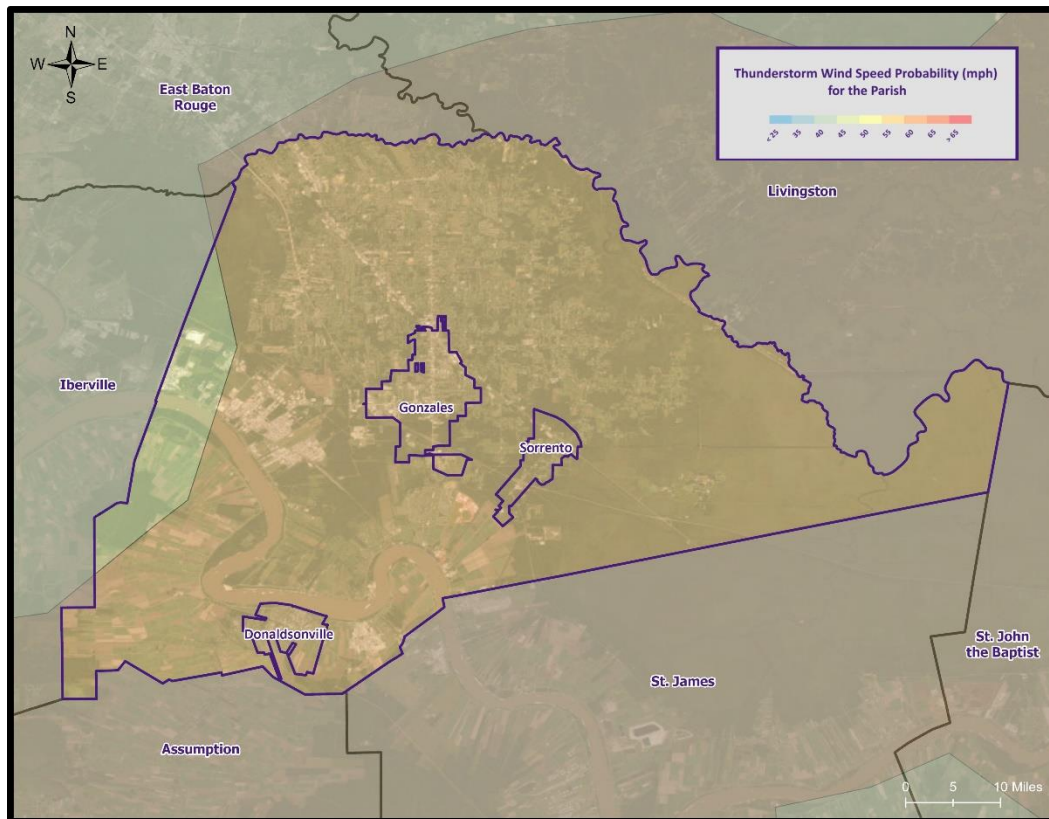 N
W E
S
East Baton
Rouge
Thunderstorm Wind Speed Probability (mph)
for the Parish
< 25 35 40 45 50 55 60 65 > 65
Livingston
Iberville
Gonzales
Sorrento
Donaldsonville
St. John
the Baptist
St. James
Assumption
0 5 10 Miles